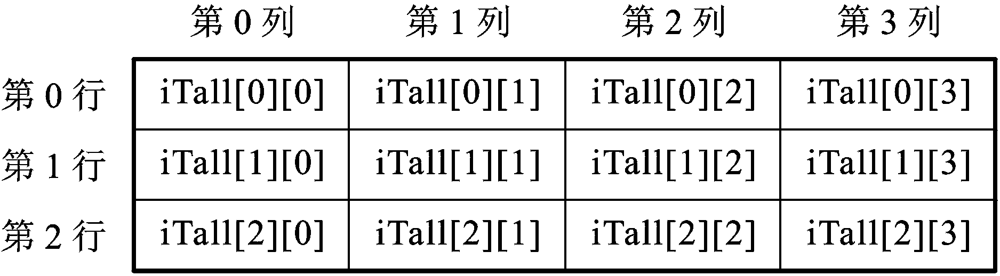 第 0 列 第 1 列 第 2 列 第 3 列
第 0 行 iTall[0][0] iTall[0][1] iTall[0][2] iTall[0][3]
第 1 行 iTall[1][0] iTall[1][1] iTall[1][2] iTall[1][3]
第 2 行 iTall[2][0] iTall[2][1] iTall[2][2] iTall[2][3]